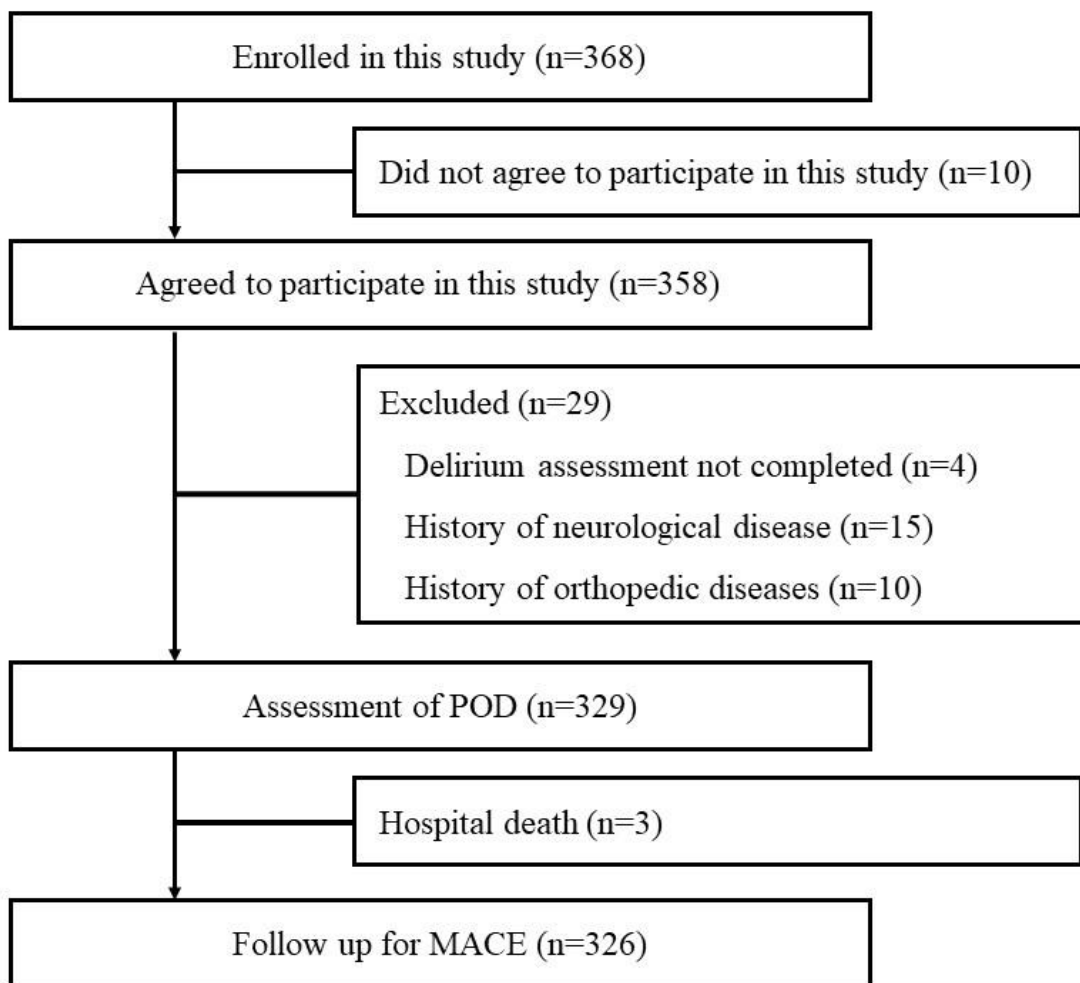 Enrolled in this study (n=368)
Did not agree to participate in this study (n=10)
Agreed to participate in this study (n=358)
Excluded (n=29)
Delirium assessment not completed (n=4)
History of neurological disease (n=15)
History of orthopedic diseases (n=10)
Assessment of POD (n=329)
Hospital death (n=3)
Follow up for MACE (n=326)